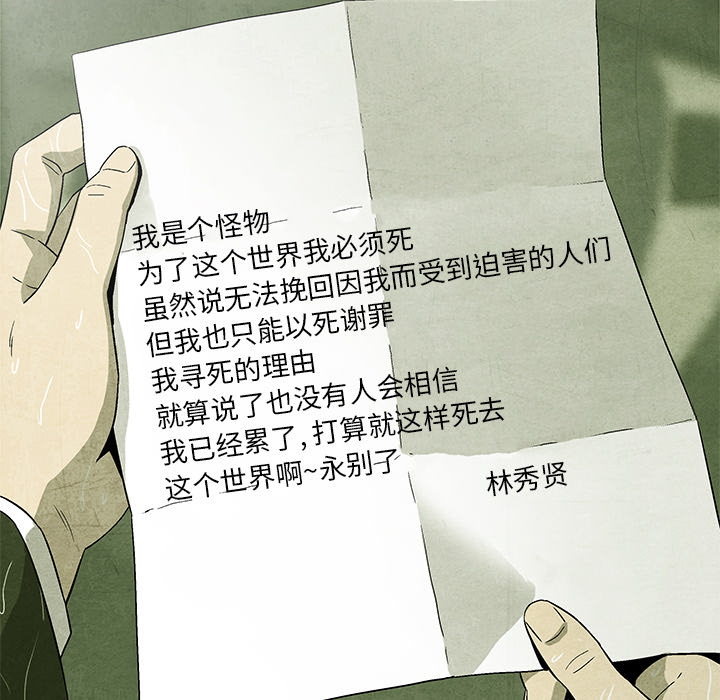 我是个怪物
为了这个世界我必须死
虽然说无法挽回因我而受到迫害的人们
但我也只能以死谢罪
我寻死的理由
就算说了也没有人会相信
我已经累了,打算就这样死去
这个世界啊~永别了
林秀贤